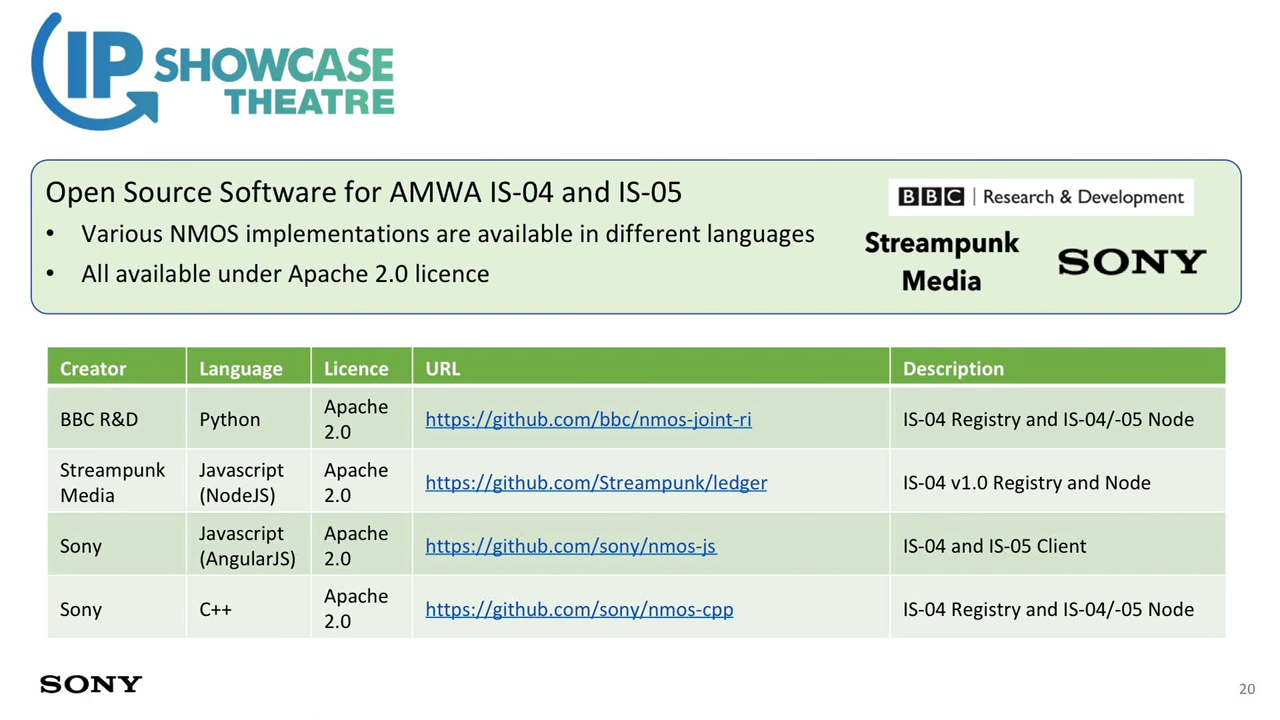 IP SHOWCASE
THEATRE
Open Source Software for AMWA IS-04 and IS-05
• Various NMOS implementations are available in different languages
• All available under Apache 2.0 licence
BBC | Research & Development
Streampunk
Media
SONY
Creator Language Licence URL Description
BBC R&D Python Apache 2.0 https://github.com/bbc/nmos-joint-ri IS-04 Registry and IS-04/-05 Node
Streampunk Media Javascript (NodeJS) Apache 2.0 https://github.com/Streampunk/ledger IS-04 v1.0 Registry and Node
Sony Javascript (AngularJS) Apache 2.0 https://github.com/sony/nmos-js IS-04 and IS-05 Client
Sony C++ Apache 2.0 https://github.com/sony/nmos-cpp IS-04 Registry and IS-04/-05 Node
SONY
20